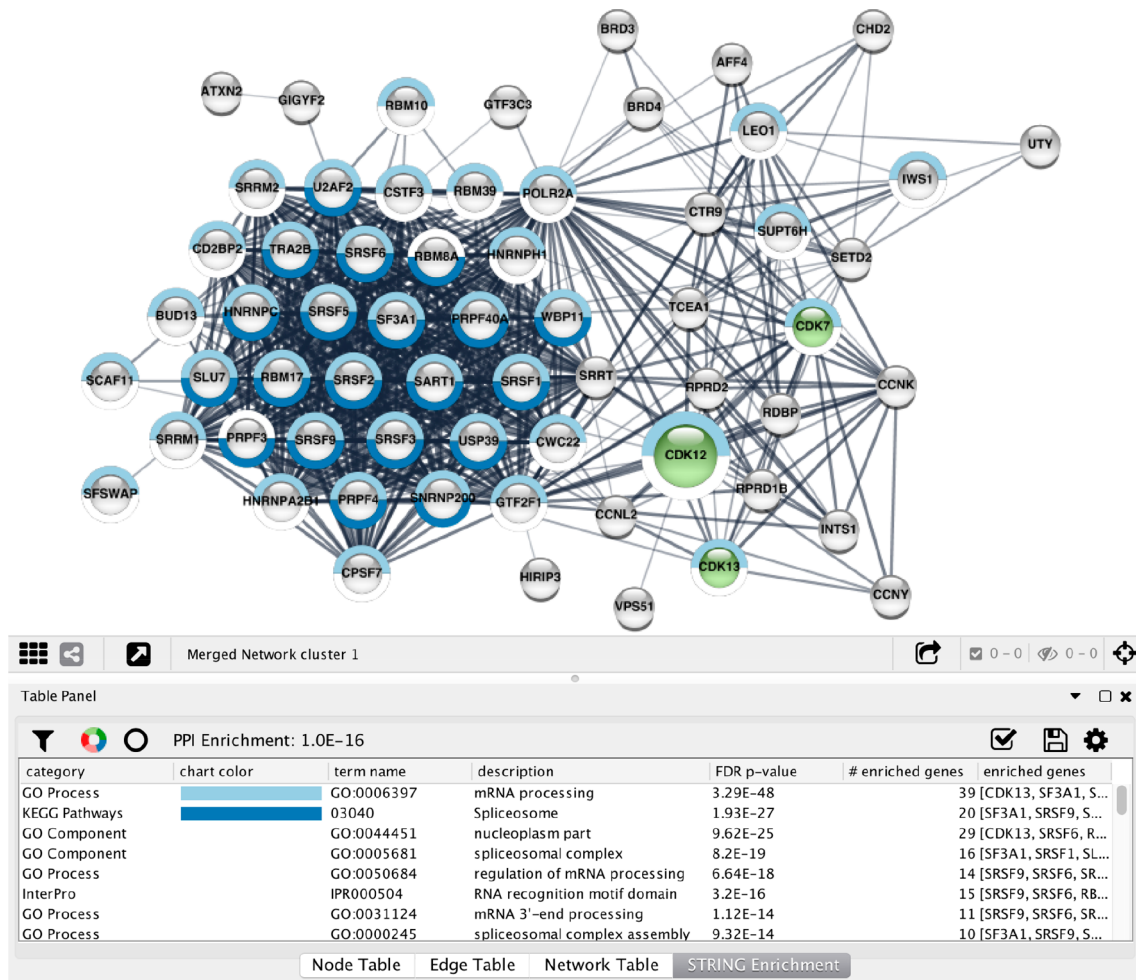 BRD3
CHD2
AFF4
ATXN2
GIGYF2
RBM10
GTF3C3
BRD4
LEO1
UTY
SRRM2
U2AF2
CSTF3
RBM39
POLR2A
IWS1
CTR9
SUPT6H
CD2BP2
TRA2B
SRSF6
RBM8A
HNRNPH1
SETD2
BUD13
HNRNPC
SRSF5
SF3A1
PRPF40A
WBP11
TCEA1
CDK7
SCAF11
SLU7
RBM17
SRSF2
SART1
SRSF1
SRRT
RPRD2
CCNK
RDBP
SRRM1
PRPF3
SRSF9
SRSF3
USP39
CWC22
CDK12
SFSWAP
HNRNPA2B1
PRPF4
SNRNP200
GTF2F1
RPRD1B
CCNL2
INTS1
CPSF7
HIRIP3
CDK13
VPS51
CCNY
Merged Network cluster 1
0 – 0
0 – 0
Table Panel
PPI Enrichment: 1.0E–16
category chart color term name description FDR p–value # enriched genes enriched genes
GO Process GO:0006397 mRNA processing 3.29E–48 39 [CDK13, SF3A1, S...
KEGG Pathways 03040 Spliceosome 1.93E–27 20 [SF3A1, SRSF9, S...
GO Component GO:0044451 nucleoplasm part 9.62E–25 29 [CDK13, SRSF6, R...
GO Component GO:0005681 spliceosomal complex 8.2E–19 16 [SF3A1, SRSF1, SL...
GO Process GO:0050684 regulation of mRNA processing 6.64E–18 14 [SRSF9, SRSF6, SR...
InterPro IPR000504 RNA recognition motif domain 3.2E–16 15 [SRSF9, SRSF6, RB...
GO Process GO:0031124 mRNA 3'–end processing 1.12E–14 11 [SRSF9, SRSF6, SR...
GO Process GO:0000245 spliceosomal complex assembly 9.32E–14 10 [SF3A1, SRSF9, S...
Node Table Edge Table Network Table STRING Enrichment